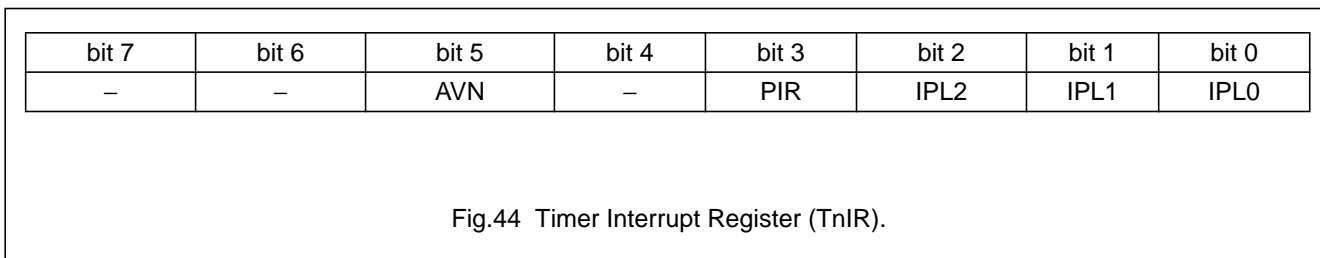 bit 7 bit 6 bit 5 bit 4 bit 3 bit 2 bit 1 bit 0
– – AVN – PIR IPL2 IPL1 IPL0
Fig.44 Timer Interrupt Register (TnIR).